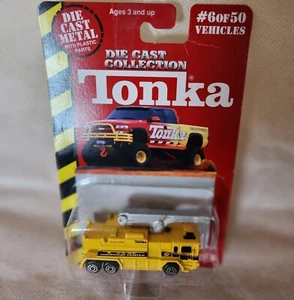 DIE CAST
METAL
WITH PLASTIC
PARTS
Ages 3 and up
#6 OF 50
VEHICLES
DIE CAST
COLLECTION
Tonka
Tonka